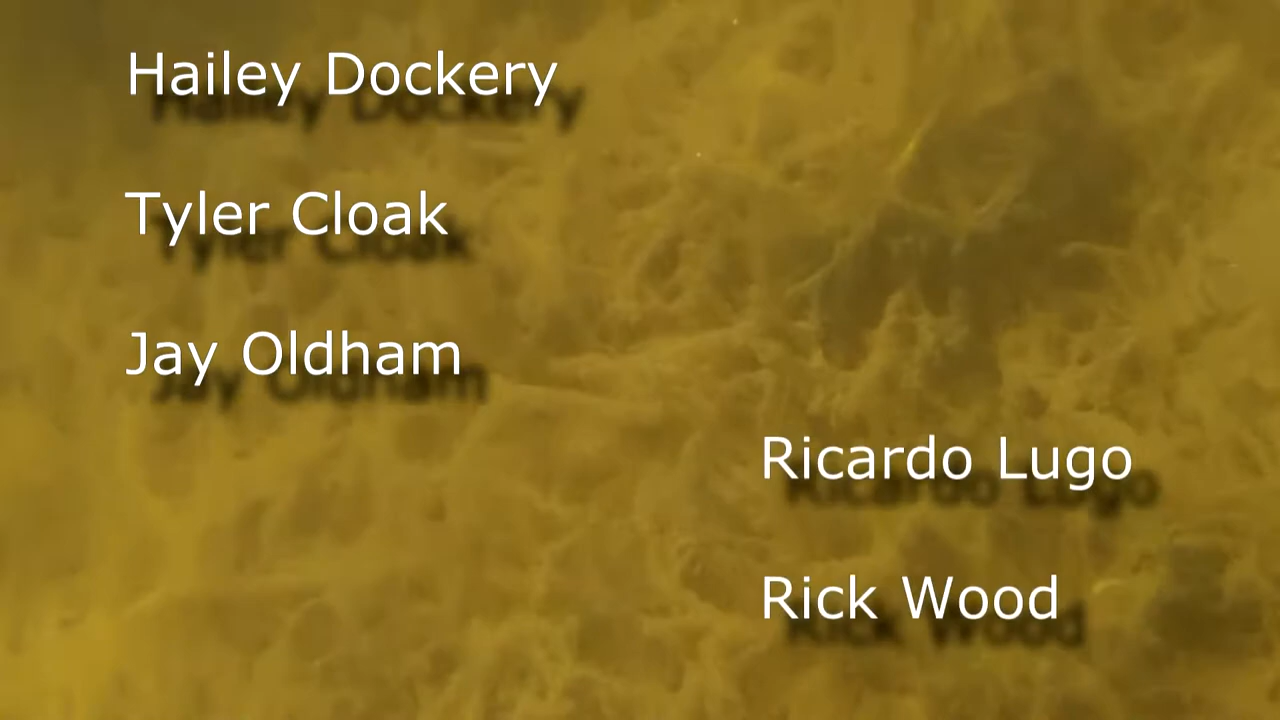 Hailey Dockery
Tyler Cloak
Jay Oldham
Ricardo Lugo
Rick Wood